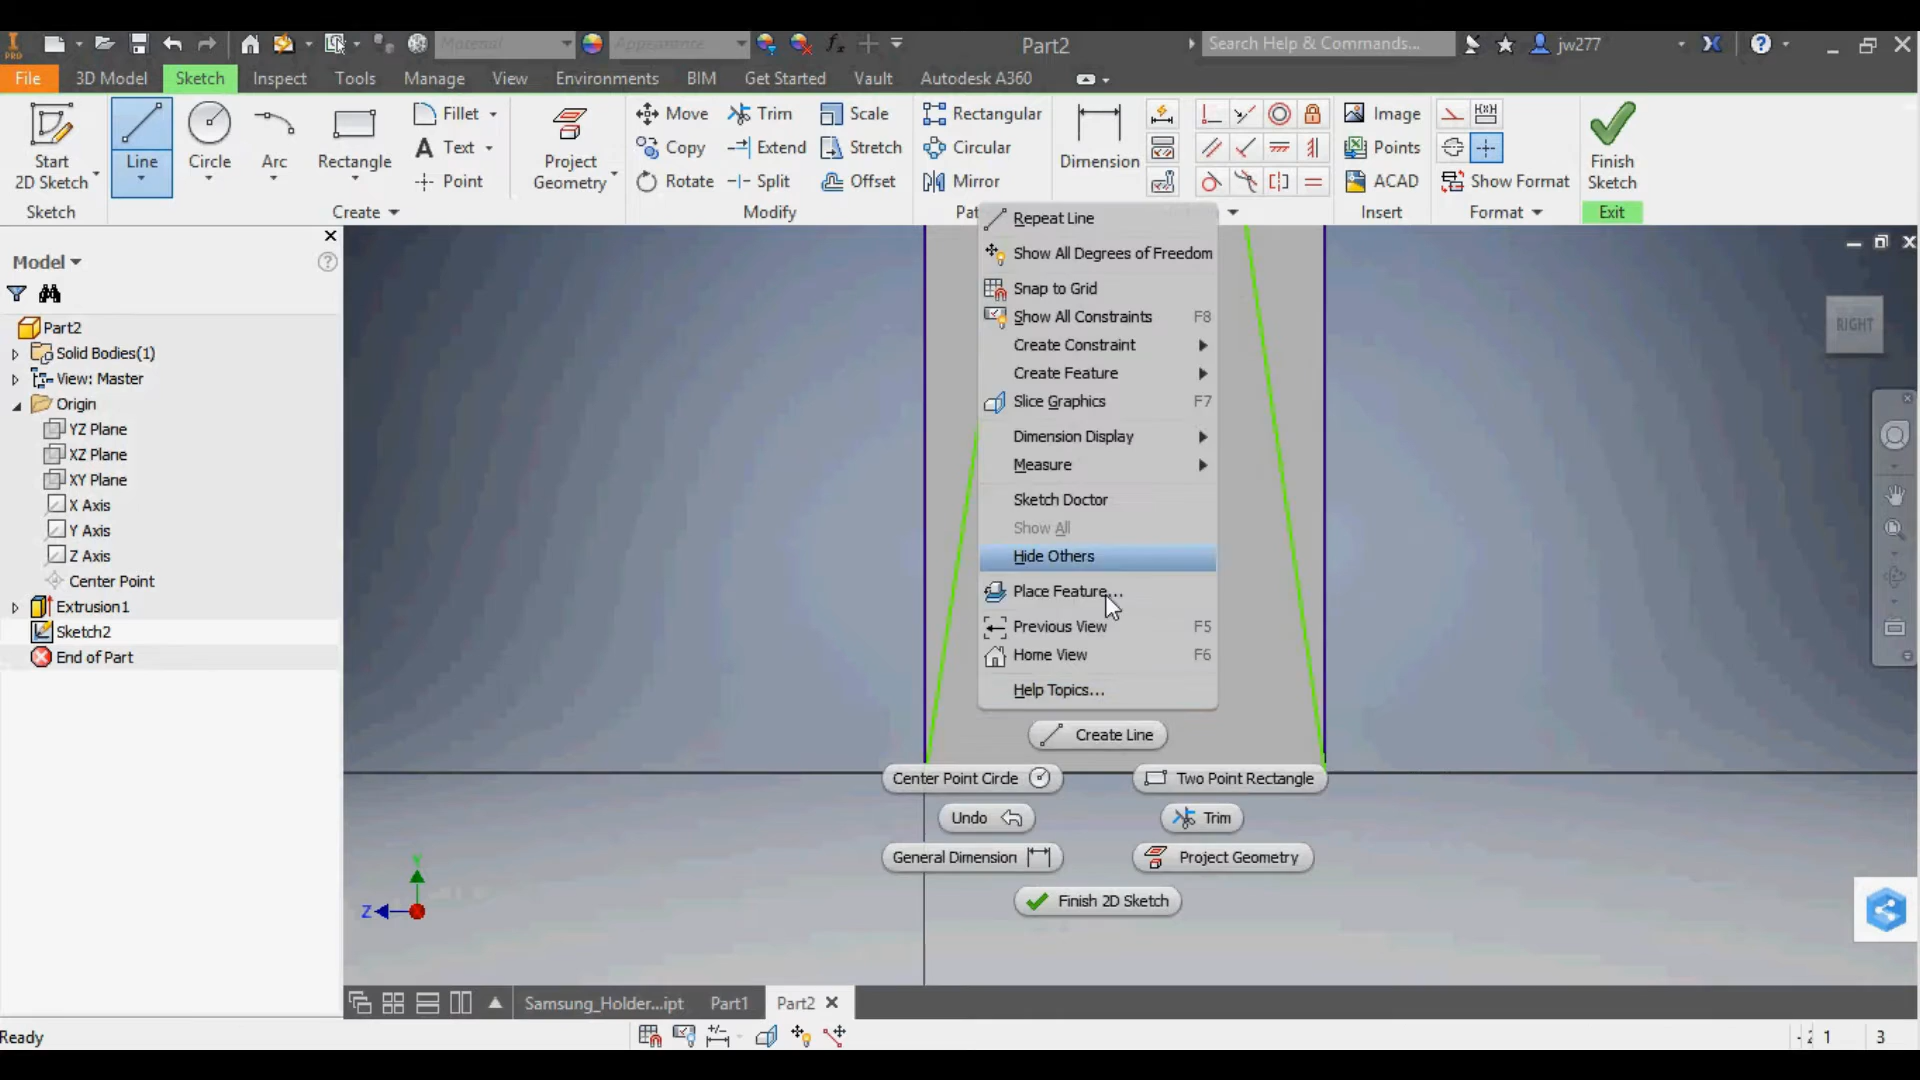 PRO
Material
Appearance
Part2
Search Help & Commands...
jw277
File
3D Model
Sketch
Inspect
Tools
Manage
View
Environments
BIM
Get Started
Vault
Autodesk A360
Start
2D Sketch
Line
Circle
Arc
Rectangle
Fillet
Text
Point
Project
Geometry
Move
Copy
Rotate
Trim
Extend
Split
Scale
Stretch
Offset
Rectangular
Circular
Mirror
Dimension
Image
Points
ACAD
Show Format
Finish
Sketch
Sketch
Create
Modify
Pat
Insert
Format
Exit
Model
Part2
Solid Bodies(1)
View: Master
Origin
YZ Plane
XZ Plane
XY Plane
X Axis
Y Axis
Z Axis
Center Point
Extrusion1
Sketch2
End of Part
Repeat Line
Show All Degrees of Freedom
Snap to Grid
Show All Constraints F8
Create Constraint
Create Feature
Slice Graphics F7
Dimension Display
Measure
Sketch Doctor
Show All
Hide Others
Place Feature...
Previous View F5
Home View F6
Help Topics...
Create Line
Center Point Circle
Two Point Rectangle
Undo
Trim
General Dimension
Project Geometry
Finish 2D Sketch
RIGHT
Y
Z
Samsung_Holder...ipt
Part1
Part2
Ready
1
3